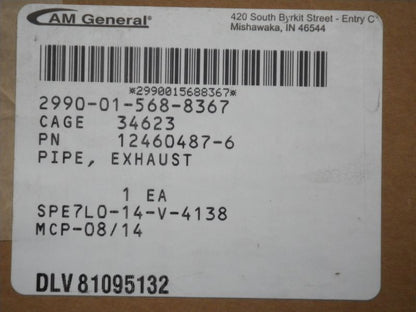 AM General®
420 South Byrkit Street - Entry C
Mishawaka, IN 46544
*2990015688367*
2990-01-568-8367
CAGE 34623
PN 12460487-6
PIPE, EXHAUST
1 EA
SPE7L0-14-V-4138
MCP-08/14
DLV 81095132